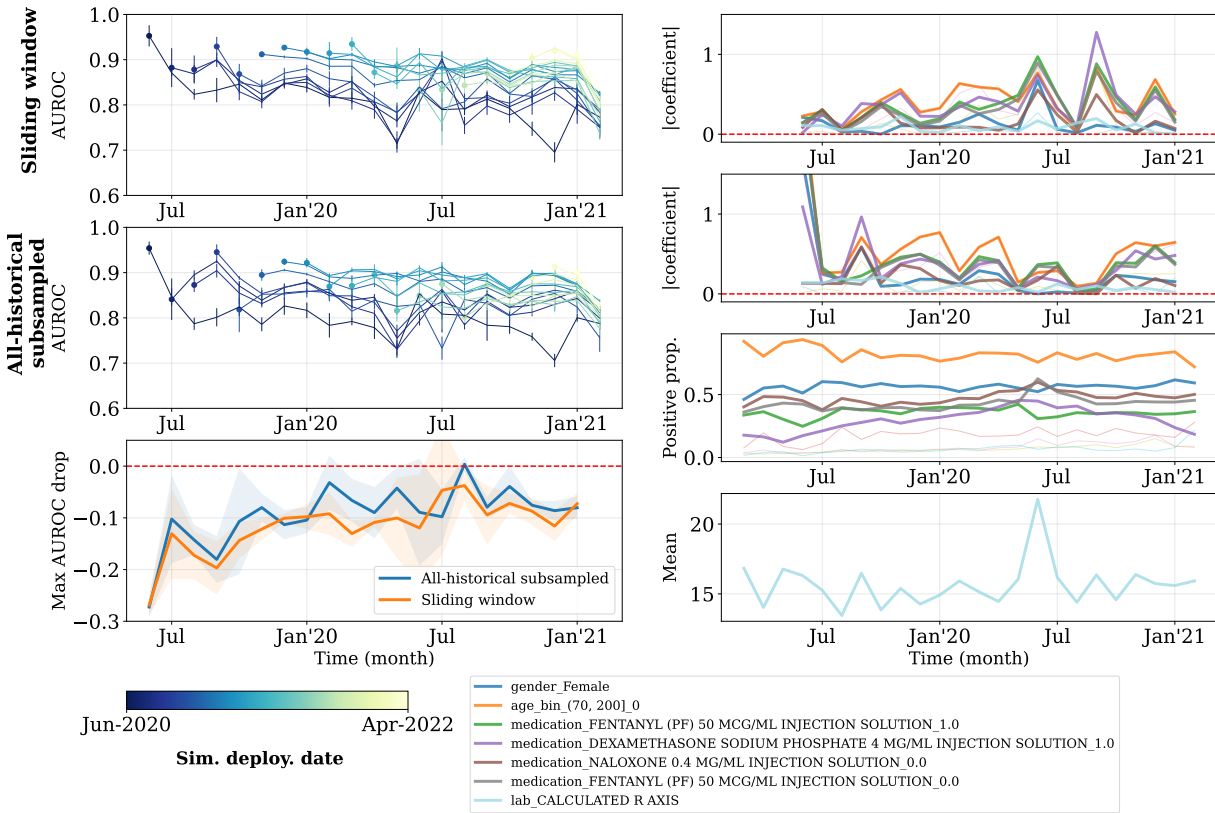 Sliding window
AUROC
1.0
0.9
0.8
0.7
0.6
Jul
Jan'20
Jul
Jan'21
All-historical
subsampled
AUROC
1.0
0.9
0.8
0.7
0.6
Jul
Jan'20
Jul
Jan'21
Max AUROC drop
0.0
−0.1
−0.2
−0.3
All-historical subsampled
Sliding window
Jul
Jan'20
Jul
Jan'21
Time (month)
Jun-2020
Apr-2022
Sim. deploy. date
|coefficient|
1
0
Jul
Jan'20
Jul
Jan'21
|coefficient|
1
0
Jul
Jan'20
Jul
Jan'21
Positive prop.
0.5
0.0
Jul
Jan'20
Jul
Jan'21
Mean
20
15
Jul
Jan'20
Jul
Jan'21
Time (month)
gender_Female
age_bin_(70, 200]_0
medication_FENTANYL (PF) 50 MCG/ML INJECTION SOLUTION_1.0
medication_DEXAMETHASONE SODIUM PHOSPHATE 4 MG/ML INJECTION SOLUTION_1.0
medication_NALOXONE 0.4 MG/ML INJECTION SOLUTION_0.0
medication_FENTANYL (PF) 50 MCG/ML INJECTION SOLUTION_0.0
lab_CALCULATED R AXIS